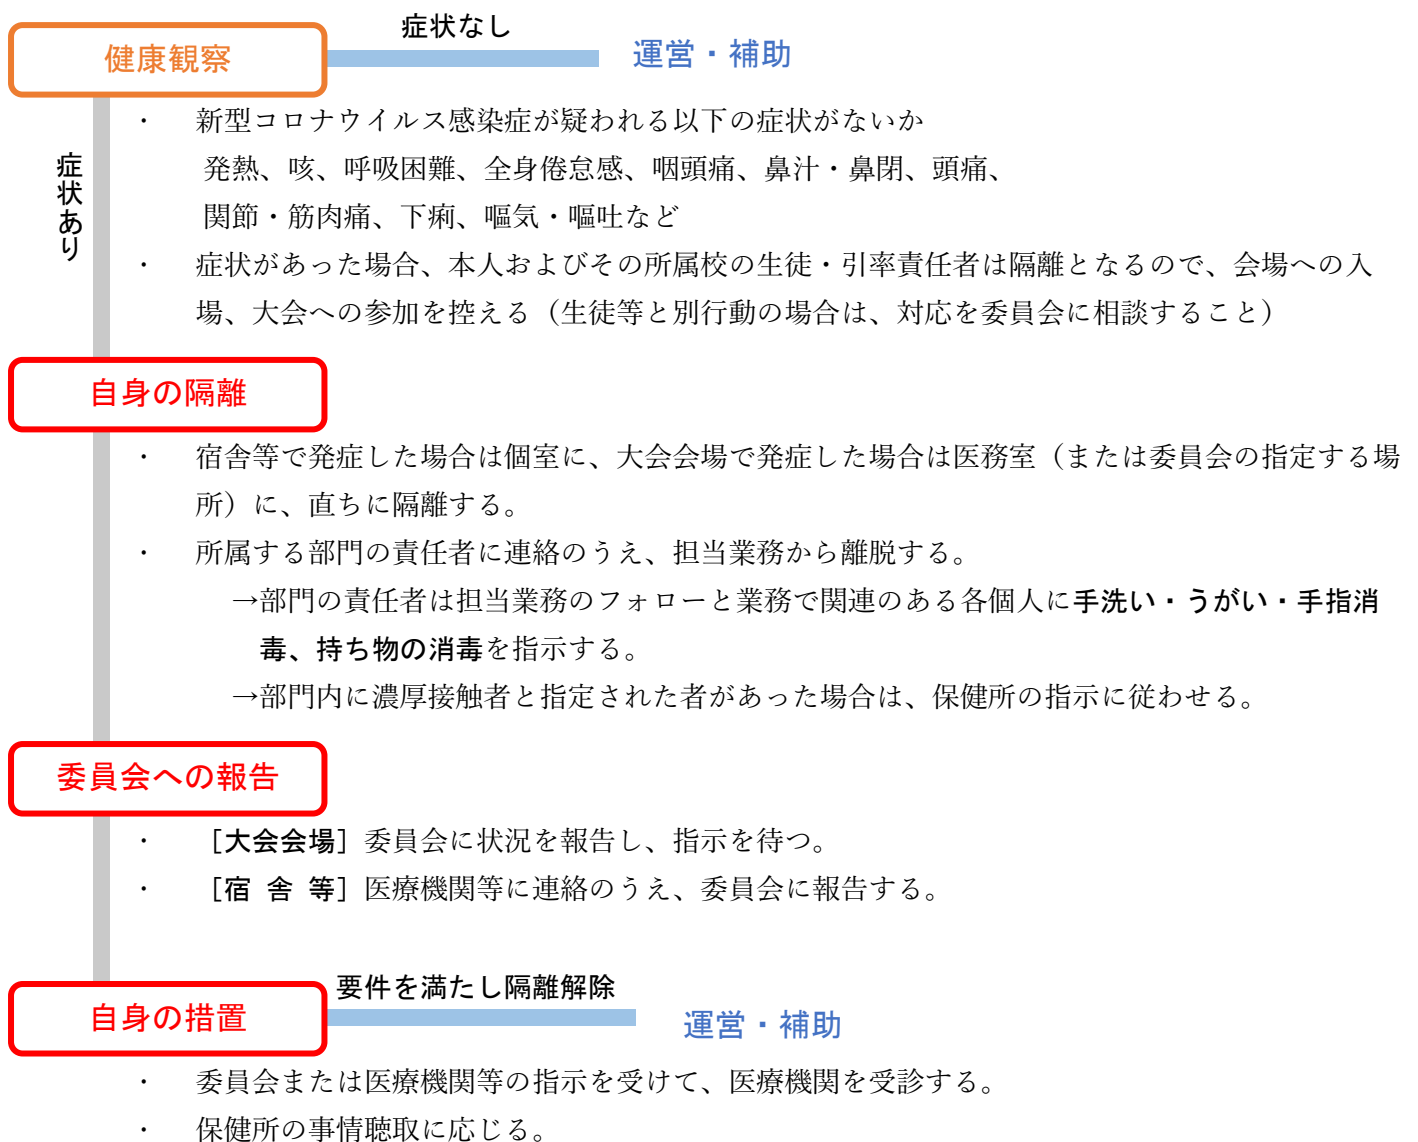 症状なし
健康観察
運営・補助
・ 新型コロナウイルス感染症が疑われる以下の症状がないか
発熱、咳、呼吸困難、全身倦怠感、咽頭痛、鼻汁・鼻閉、頭痛、
関節・筋肉痛、下痢、嘔気・嘔吐など
症状あり
・ 症状があった場合、本人およびその所属校の生徒・引率責任者は隔離となるので、会場への入
場、大会への参加を控える（生徒等と別行動の場合は、対応を委員会に相談すること）
自身の隔離
・ 宿舎等で発症した場合は個室に、大会会場で発症した場合は医務室（または委員会の指定する場
所）に、直ちに隔離する。
・ 所属する部門の責任者に連絡のうえ、担当業務から離脱する。
→部門の責任者は担当業務のフォローと業務で関連のある各個人に手洗い・うがい・手指消
毒、持ち物の消毒を指示する。
→部門内に濃厚接触者と指定された者があった場合は、保健所の指示に従わせる。
委員会への報告
・ ［大会会場］委員会に状況を報告し、指示を待つ。
・ ［宿 舎 等］医療機関等に連絡のうえ、委員会に報告する。
要件を満たし隔離解除
自身の措置
運営・補助
・ 委員会または医療機関等の指示を受けて、医療機関を受診する。
・ 保健所の事情聴取に応じる。